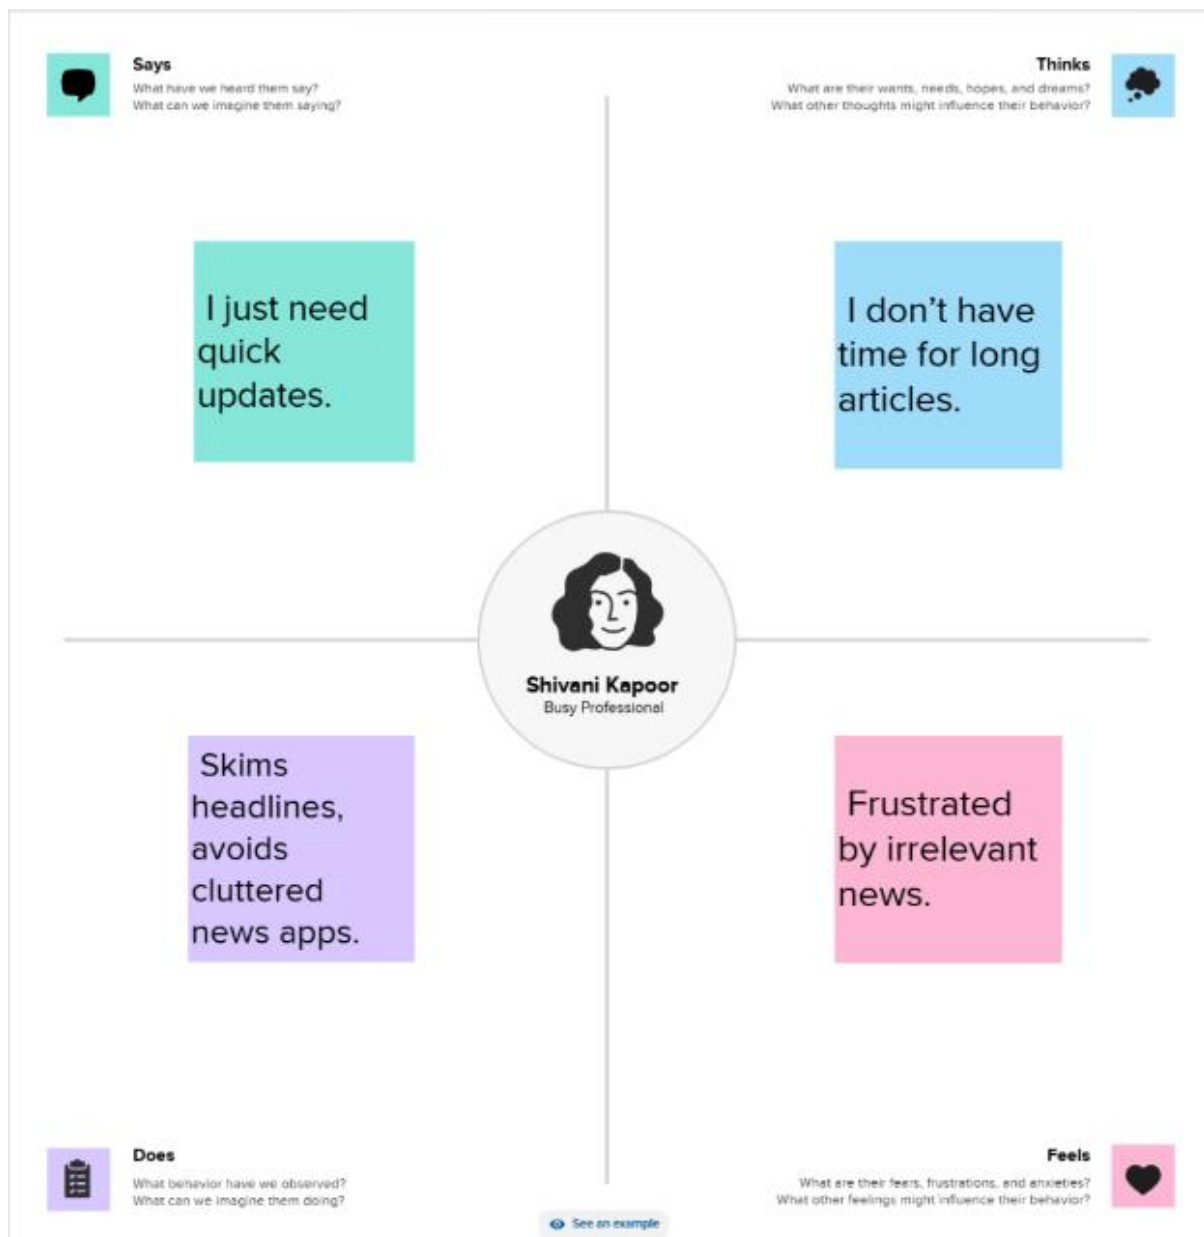 Says
What have we heard them say?
What can we imagine them saying?
Thinks
What are their wants, needs, hopes, and dreams?
What other thoughts might influence their behavior?
I just need
quick
updates.
I don’t have
time for long
articles.
Shivani Kapoor
Busy Professional
Skims
headlines,
avoids
cluttered
news apps.
Frustrated
by irrelevant
news.
Does
What behavior have we observed?
What can we imagine them doing?
Feels
What are their fears, frustrations, and anxieties?
What other feelings might influence their behavior?
See an example